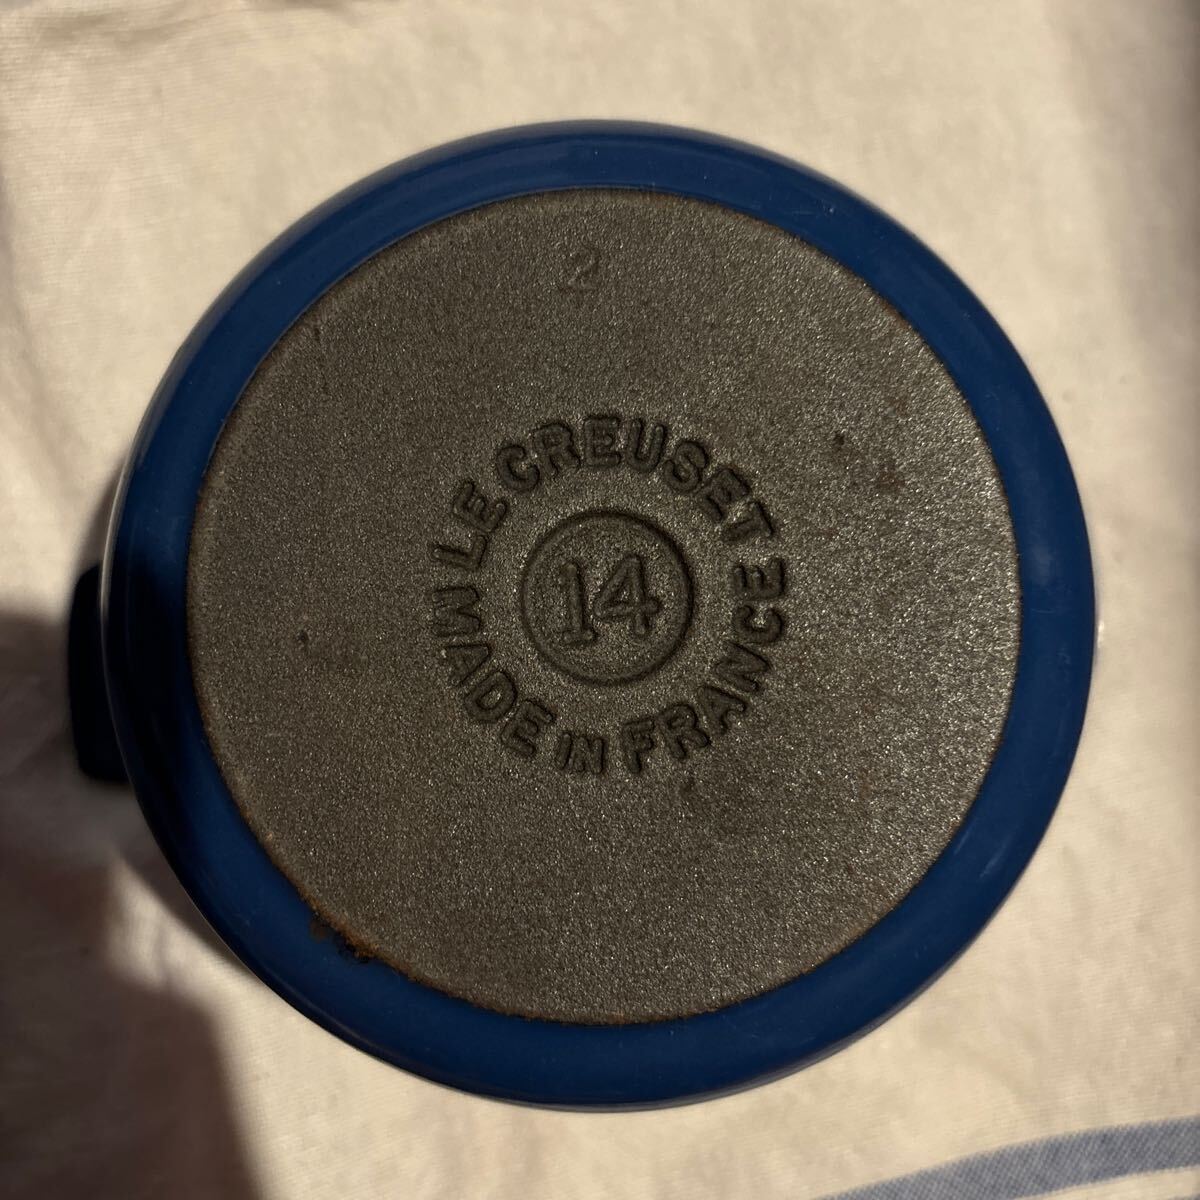 2
LE CREUSET
14
MADE IN FRANCE